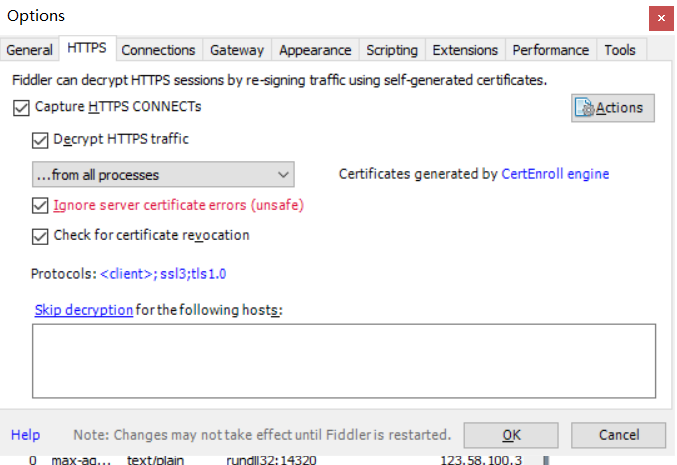 Options
General HTTPS Connections Gateway Appearance Scripting Extensions Performance Tools
Fiddler can decrypt HTTPS sessions by re-signing traffic using self-generated certificates.
Capture HTTPS CONNECTs Actions
Decrypt HTTPS traffic
...from all processes Certificates generated by CertEnroll engine
Ignore server certificate errors (unsafe)
Check for certificate revocation
Protocols: <client>;ssl3;tls1.0
Skip decryption for the following hosts:
Help Note: Changes may not take effect until Fiddler is restarted. OK Cancel
0 max-ag... text/plain rundll32:14320 123.58.100.3